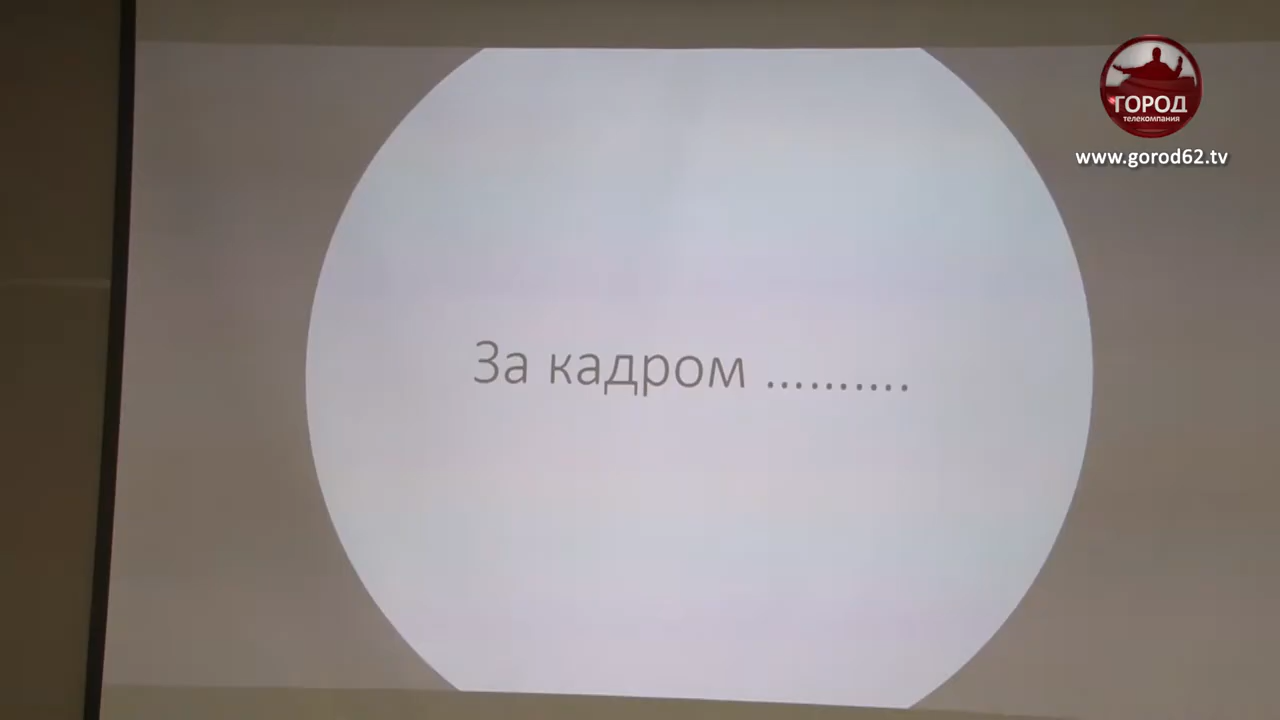 ГОРОД
телекомпания
www.gorod62.tv
За кадром ..........